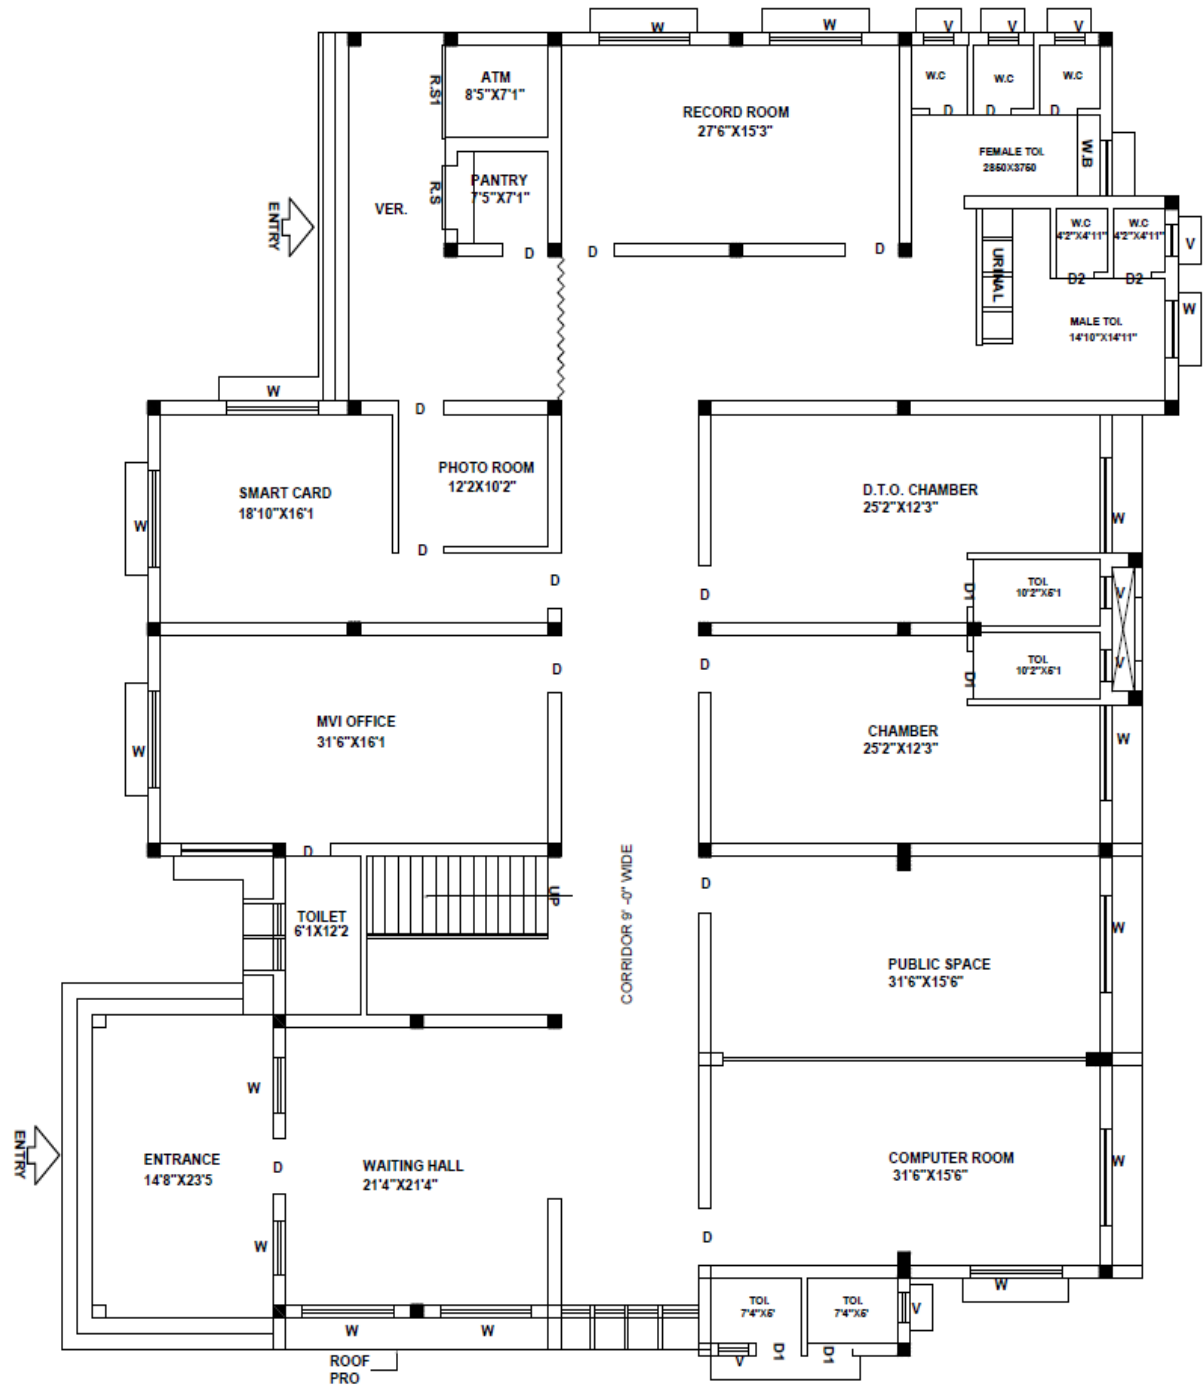 W
W
V
V
V
ATM
8'5"X7'1"
R.S1
RECORD ROOM
27'6"X15'3"
W.C
W.C
W.C
D
D
D
FEMALE TOI.
2850X3750
W.B
PANTRY
7'5"X7'1"
R.S
VER.
ENTRY
D
D
D
URINAL
W.C
4'2"X4'11"
W.C
4'2"X4'11"
V
D2
D2
W
MALE TOI.
14'10"X14'11"
W
D
D
PHOTO ROOM
12'2X10'2"
SMART CARD
18'10"X16'1
W
D.T.O. CHAMBER
25'2"X12'3"
W
D
D
D1
TOI.
10'2"X5'1
V
D
D
D1
TOI.
10'2"X5'1
V
MVI OFFICE
31'6"X16'1
W
CHAMBER
25'2"X12'3"
W
D
UP
CORRIDOR 9' -0" WIDE
D
TOILET
6'1X12'2
W
PUBLIC SPACE
31'6"X15'6"
W
ENTRY
ENTRANCE
14'8"X23'5
D
WAITING HALL
21'4"X21'4"
COMPUTER ROOM
31'6"X15'6"
W
W
D
W
TOI.
7'4"X5'
TOI.
7'4"X5'
V
W
W
V
D1
D1
ROOF
PRO